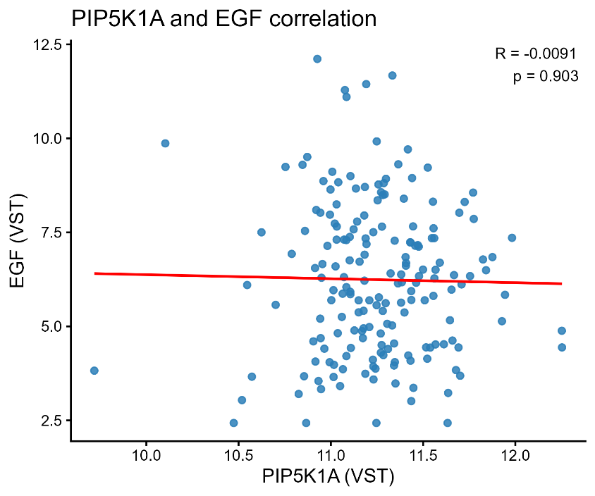 PIP5K1A and EGF correlation
R = -0.0091
p = 0.903
EGF (VST)
12.5
10.0
7.5
5.0
2.5
10.0 10.5 11.0 11.5 12.0
PIP5K1A (VST)